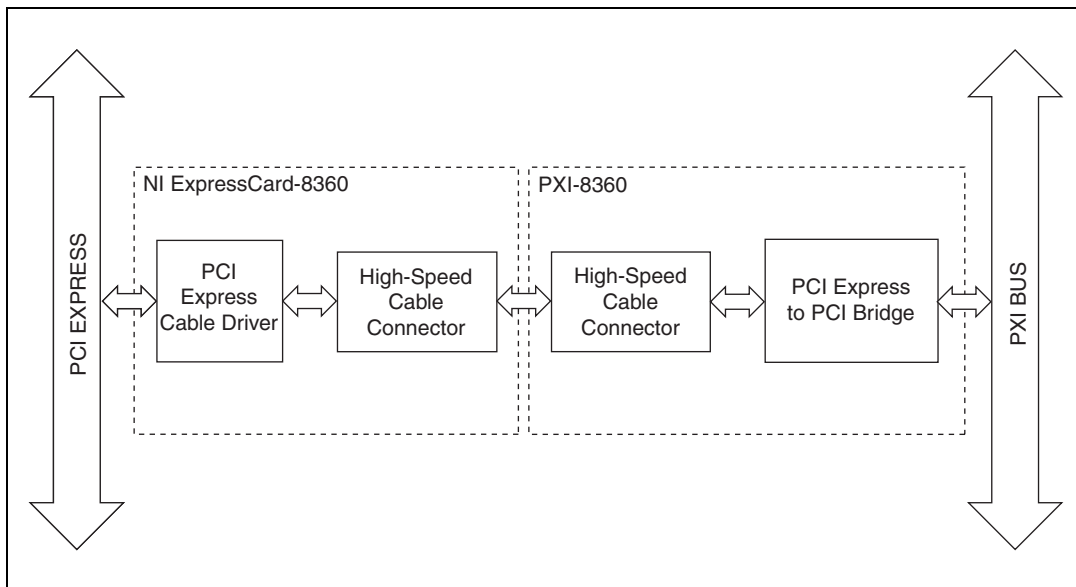 PCI EXPRESS
NI ExpressCard-8360
PCI
Express
Cable Driver
High-Speed
Cable
Connector
PXI-8360
High-Speed
Cable
Connector
PCI Express
to PCI Bridge
PXI BUS